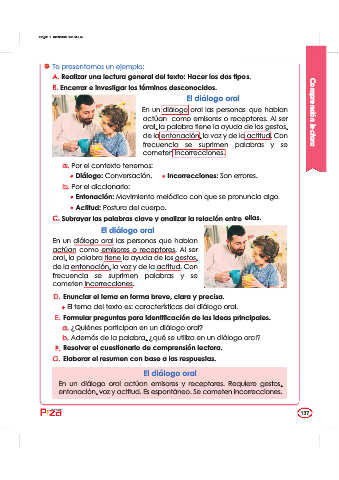 Te presentamos un ejemplo:
A. Realizar una lectura general del texto: Hacer los dos tipos.
B. Encerrar e investigar los términos desconocidos.
El diálogo oral
En un diálogo oral las personas que hablan
actúan como emisores o receptores. Al ser
oral, la palabra tiene la ayuda de los gestos,
de la entonación, la voz y de la actitud. Con
frecuencia se suprimen palabras y se
cometen incorrecciones.
a. Por el contexto tenemos:
• Diálogo: Conversación. • Incorrecciones: Son errores.
b. Por el diccionario:
• Entonación: Movimiento melódico con que se pronuncia algo.
• Actitud: Postura del cuerpo.
C. Subrayar las palabras clave y analizar la relación entre ellas.
El diálogo oral
En un diálogo oral las personas que hablan
actúan como emisores o receptores. Al ser
oral, la palabra tiene la ayuda de los gestos,
de la entonación, la voz y de la actitud. Con
frecuencia se suprimen palabras y se
cometen incorrecciones.
D. Enunciar el tema en forma breve, clara y precisa.
• El tema del texto es: características del diálogo oral.
E. Formular preguntas para identificación de las ideas principales.
a. ¿Quiénes participan en un diálogo oral?
b. Además de la palabra, ¿qué se utiliza en un diálogo oral?
F. Resolver el cuestionario de comprensión lectora.
G. Elaborar el resumen con base a las respuestas.
El diálogo oral
En un diálogo oral actúan emisores y receptores. Requiere gestos,
entonación, voz y actitud. Es espontáneo. Se cometen incorrecciones.
137
Comprensión lectora